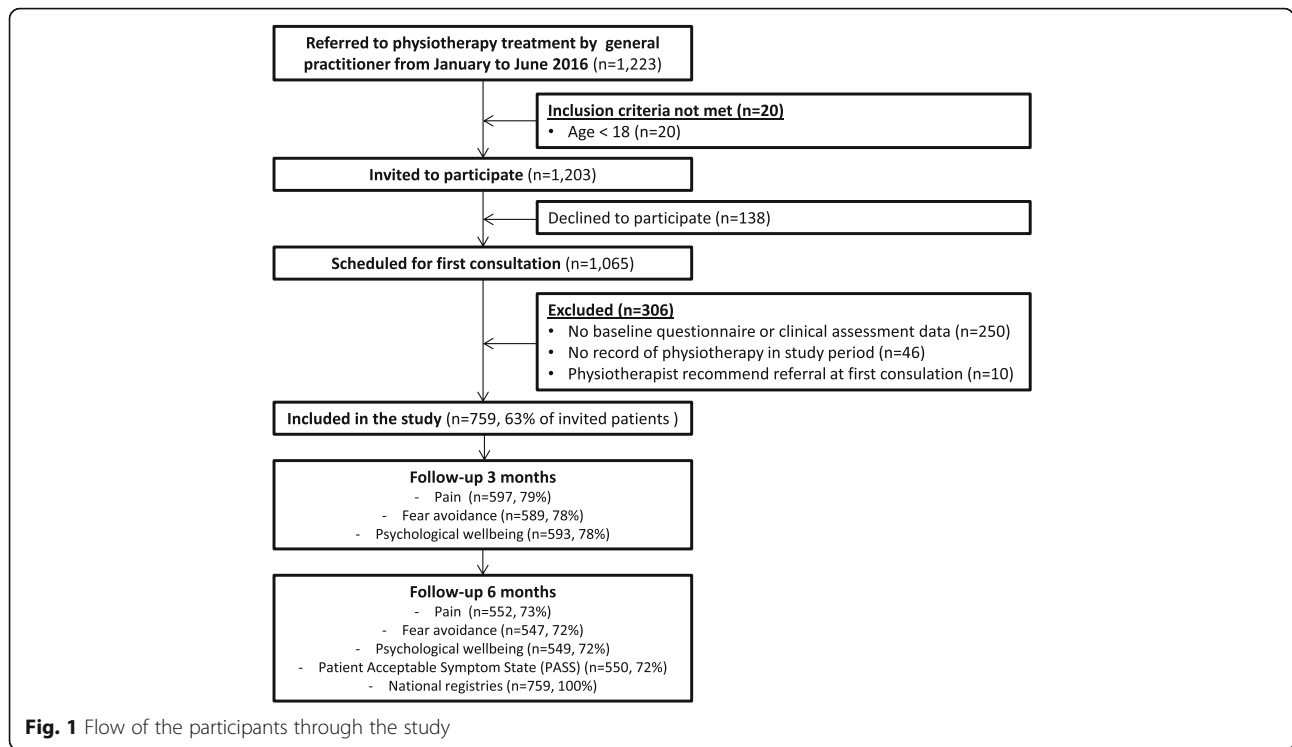 Referred to physiotherapy treatment by general
practitioner from January to June 2016 (n=1,223)
Inclusion criteria not met (n=20)
• Age < 18 (n=20)
Invited to participate (n=1,203)
Declined to participate (n=138)
Scheduled for first consultation (n=1,065)
Excluded (n=306)
• No baseline questionnaire or clinical assessment data (n=250)
• No record of physiotherapy in study period (n=46)
• Physiotherapist recommend referral at first consulation (n=10)
Included in the study (n=759, 63% of invited patients )
Follow-up 3 months
- Pain (n=597, 79%)
- Fear avoidance (n=589, 78%)
- Psychological wellbeing (n=593, 78%)
Follow-up 6 months
- Pain (n=552, 73%)
- Fear avoidance (n=547, 72%)
- Psychological wellbeing (n=549, 72%)
- Patient Acceptable Symptom State (PASS) (n=550, 72%)
- National registries (n=759, 100%)
Fig. 1 Flow of the participants through the study